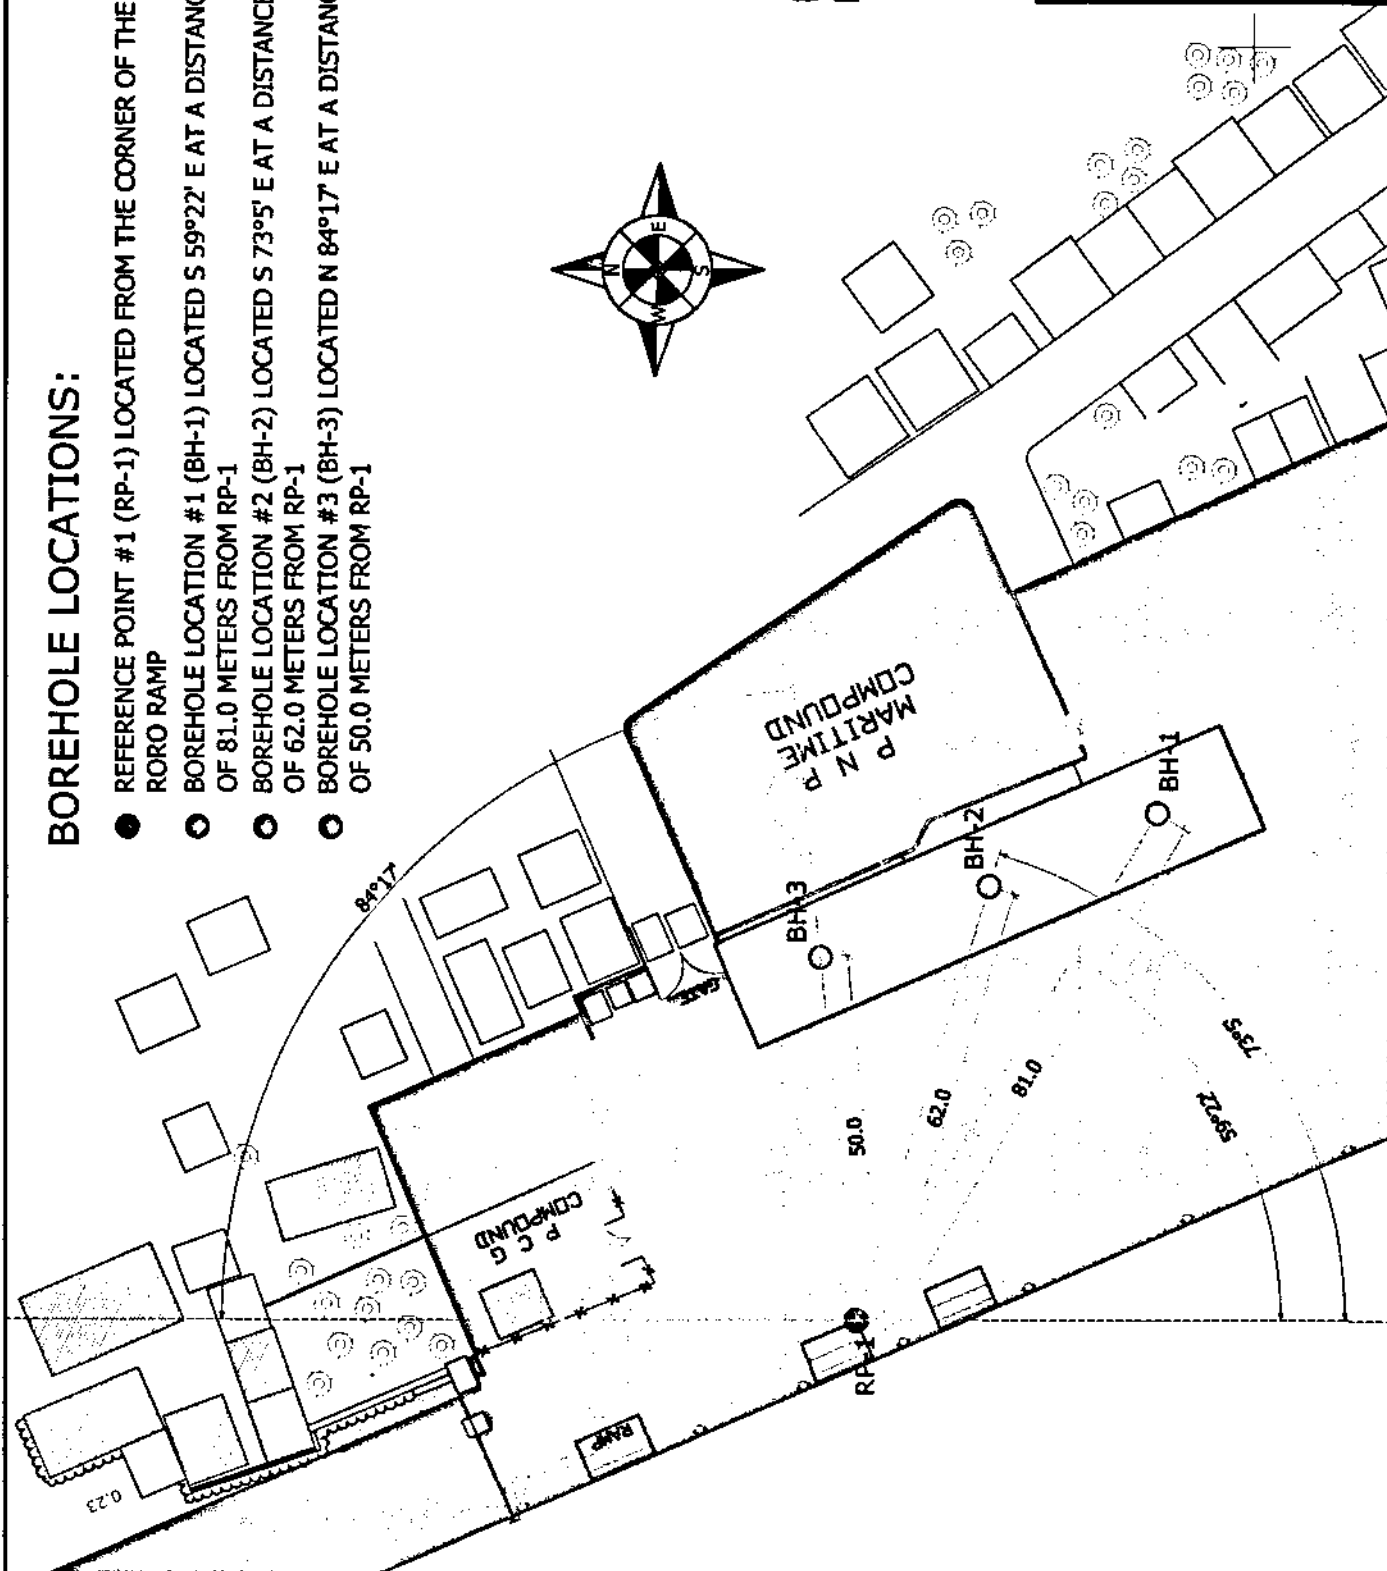 BOREHOLE LOCATIONS:
REFERENCE POINT #1 (RP-1) LOCATED FROM THE CORNER OF THE
RORO RAMP
BOREHOLE LOCATION #1 (BH-1) LOCATED S 59°22' E AT A DISTANC
OF 81.0 METERS FROM RP-1
BOREHOLE LOCATION #2 (BH-2) LOCATED S 73°5' E AT A DISTANCE
OF 62.0 METERS FROM RP-1
BOREHOLE LOCATION #3 (BH-3) LOCATED N 84°17' E AT A DISTANC
OF 50.0 METERS FROM RP-1
N
E
S
W
84°17'
P N P
MARITIME
COMPOUND
BH-1
BH-2
BH-3
GATE
73°5'
59°22'
81.0
62.0
50.0
P C G
COMPOUND
RP-1
RAMP
0.23